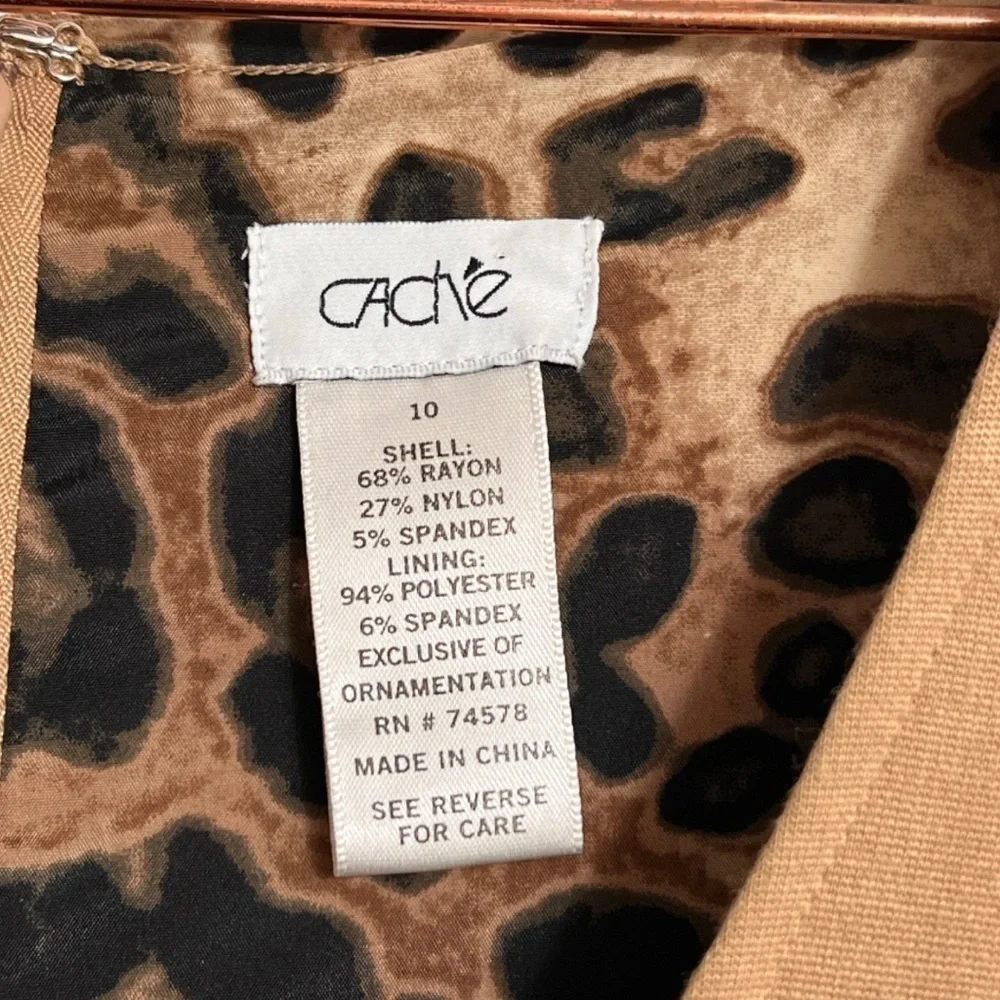 CAChé
10
SHELL:
68% RAYON
27% NYLON
5% SPANDEX
LINING:
94% POLYESTER
6% SPANDEX
EXCLUSIVE OF
ORNAMENTATION
RN # 74578
MADE IN CHINA
SEE REVERSE
FOR CARE